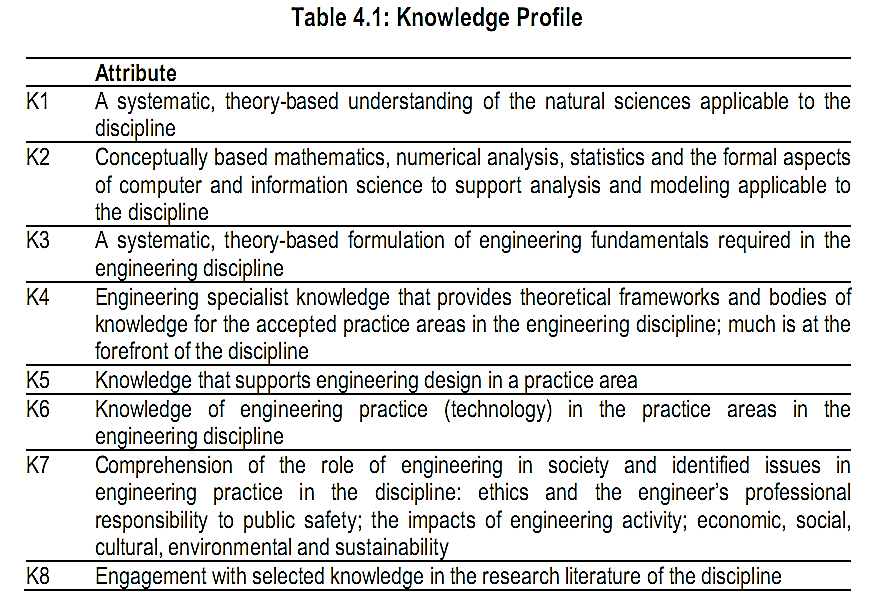 Table 4.1: Knowledge Profile
Attribute
K1 A systematic, theory-based understanding of the natural sciences applicable to the
discipline
K2 Conceptually based mathematics, numerical analysis, statistics and the formal aspects
of computer and information science to support analysis and modeling applicable to
the discipline
K3 A systematic, theory-based formulation of engineering fundamentals required in the
engineering discipline
K4 Engineering specialist knowledge that provides theoretical frameworks and bodies of
knowledge for the accepted practice areas in the engineering discipline; much is at the
forefront of the discipline
K5 Knowledge that supports engineering design in a practice area
K6 Knowledge of engineering practice (technology) in the practice areas in the
engineering discipline
K7 Comprehension of the role of engineering in society and identified issues in
engineering practice in the discipline: ethics and the engineer's professional
responsibility to public safety; the impacts of engineering activity; economic, social,
cultural, environmental and sustainability
K8 Engagement with selected knowledge in the research literature of the discipline